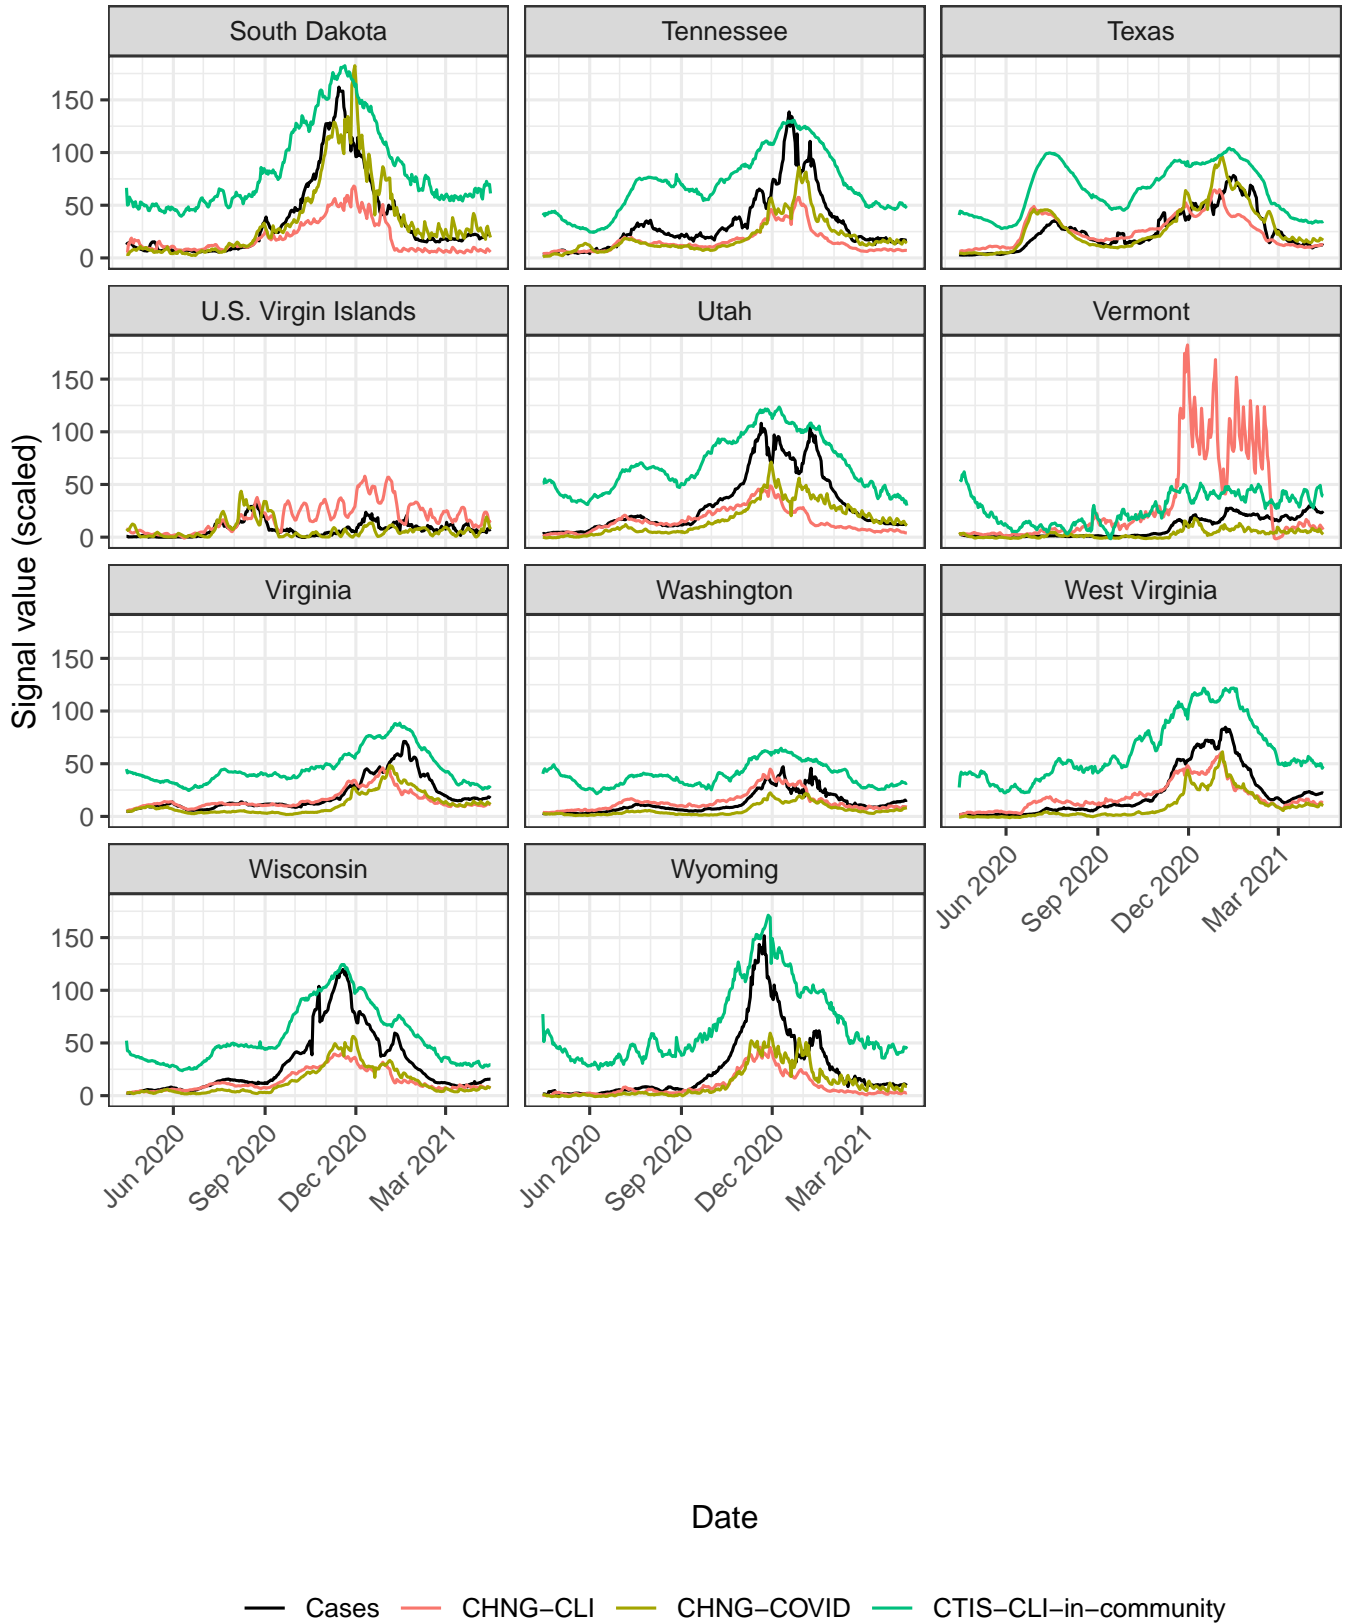 South Dakota Tennessee Texas
150
100
50
0
U.S. Virgin Islands Utah Vermont
150
100
50
0
Signal value (scaled)
Virginia Washington West Virginia
150
100
50
0
Jun 2020 Sep 2020 Dec 2020 Mar 2021
Wisconsin Wyoming
150
100
50
0
Jun 2020 Sep 2020 Dec 2020 Mar 2021 Jun 2020 Sep 2020 Dec 2020 Mar 2021
Date
Cases CHNG−CLI CHNG−COVID CTIS−CLI−in−community